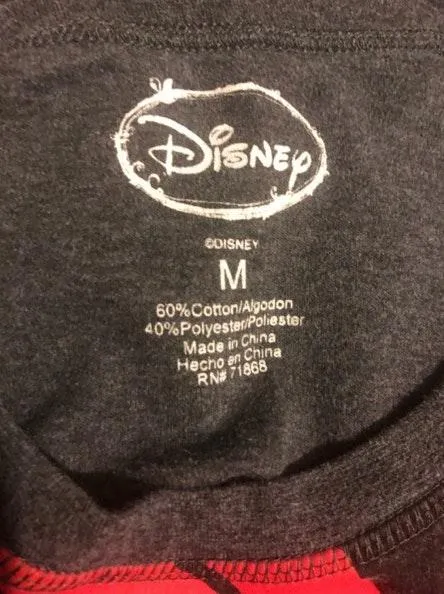 Disney
©DISNEY
M
60%Cotton/Algodon
40%Polyester/Poliester
Made in China
Hecho en China
RN# 71868